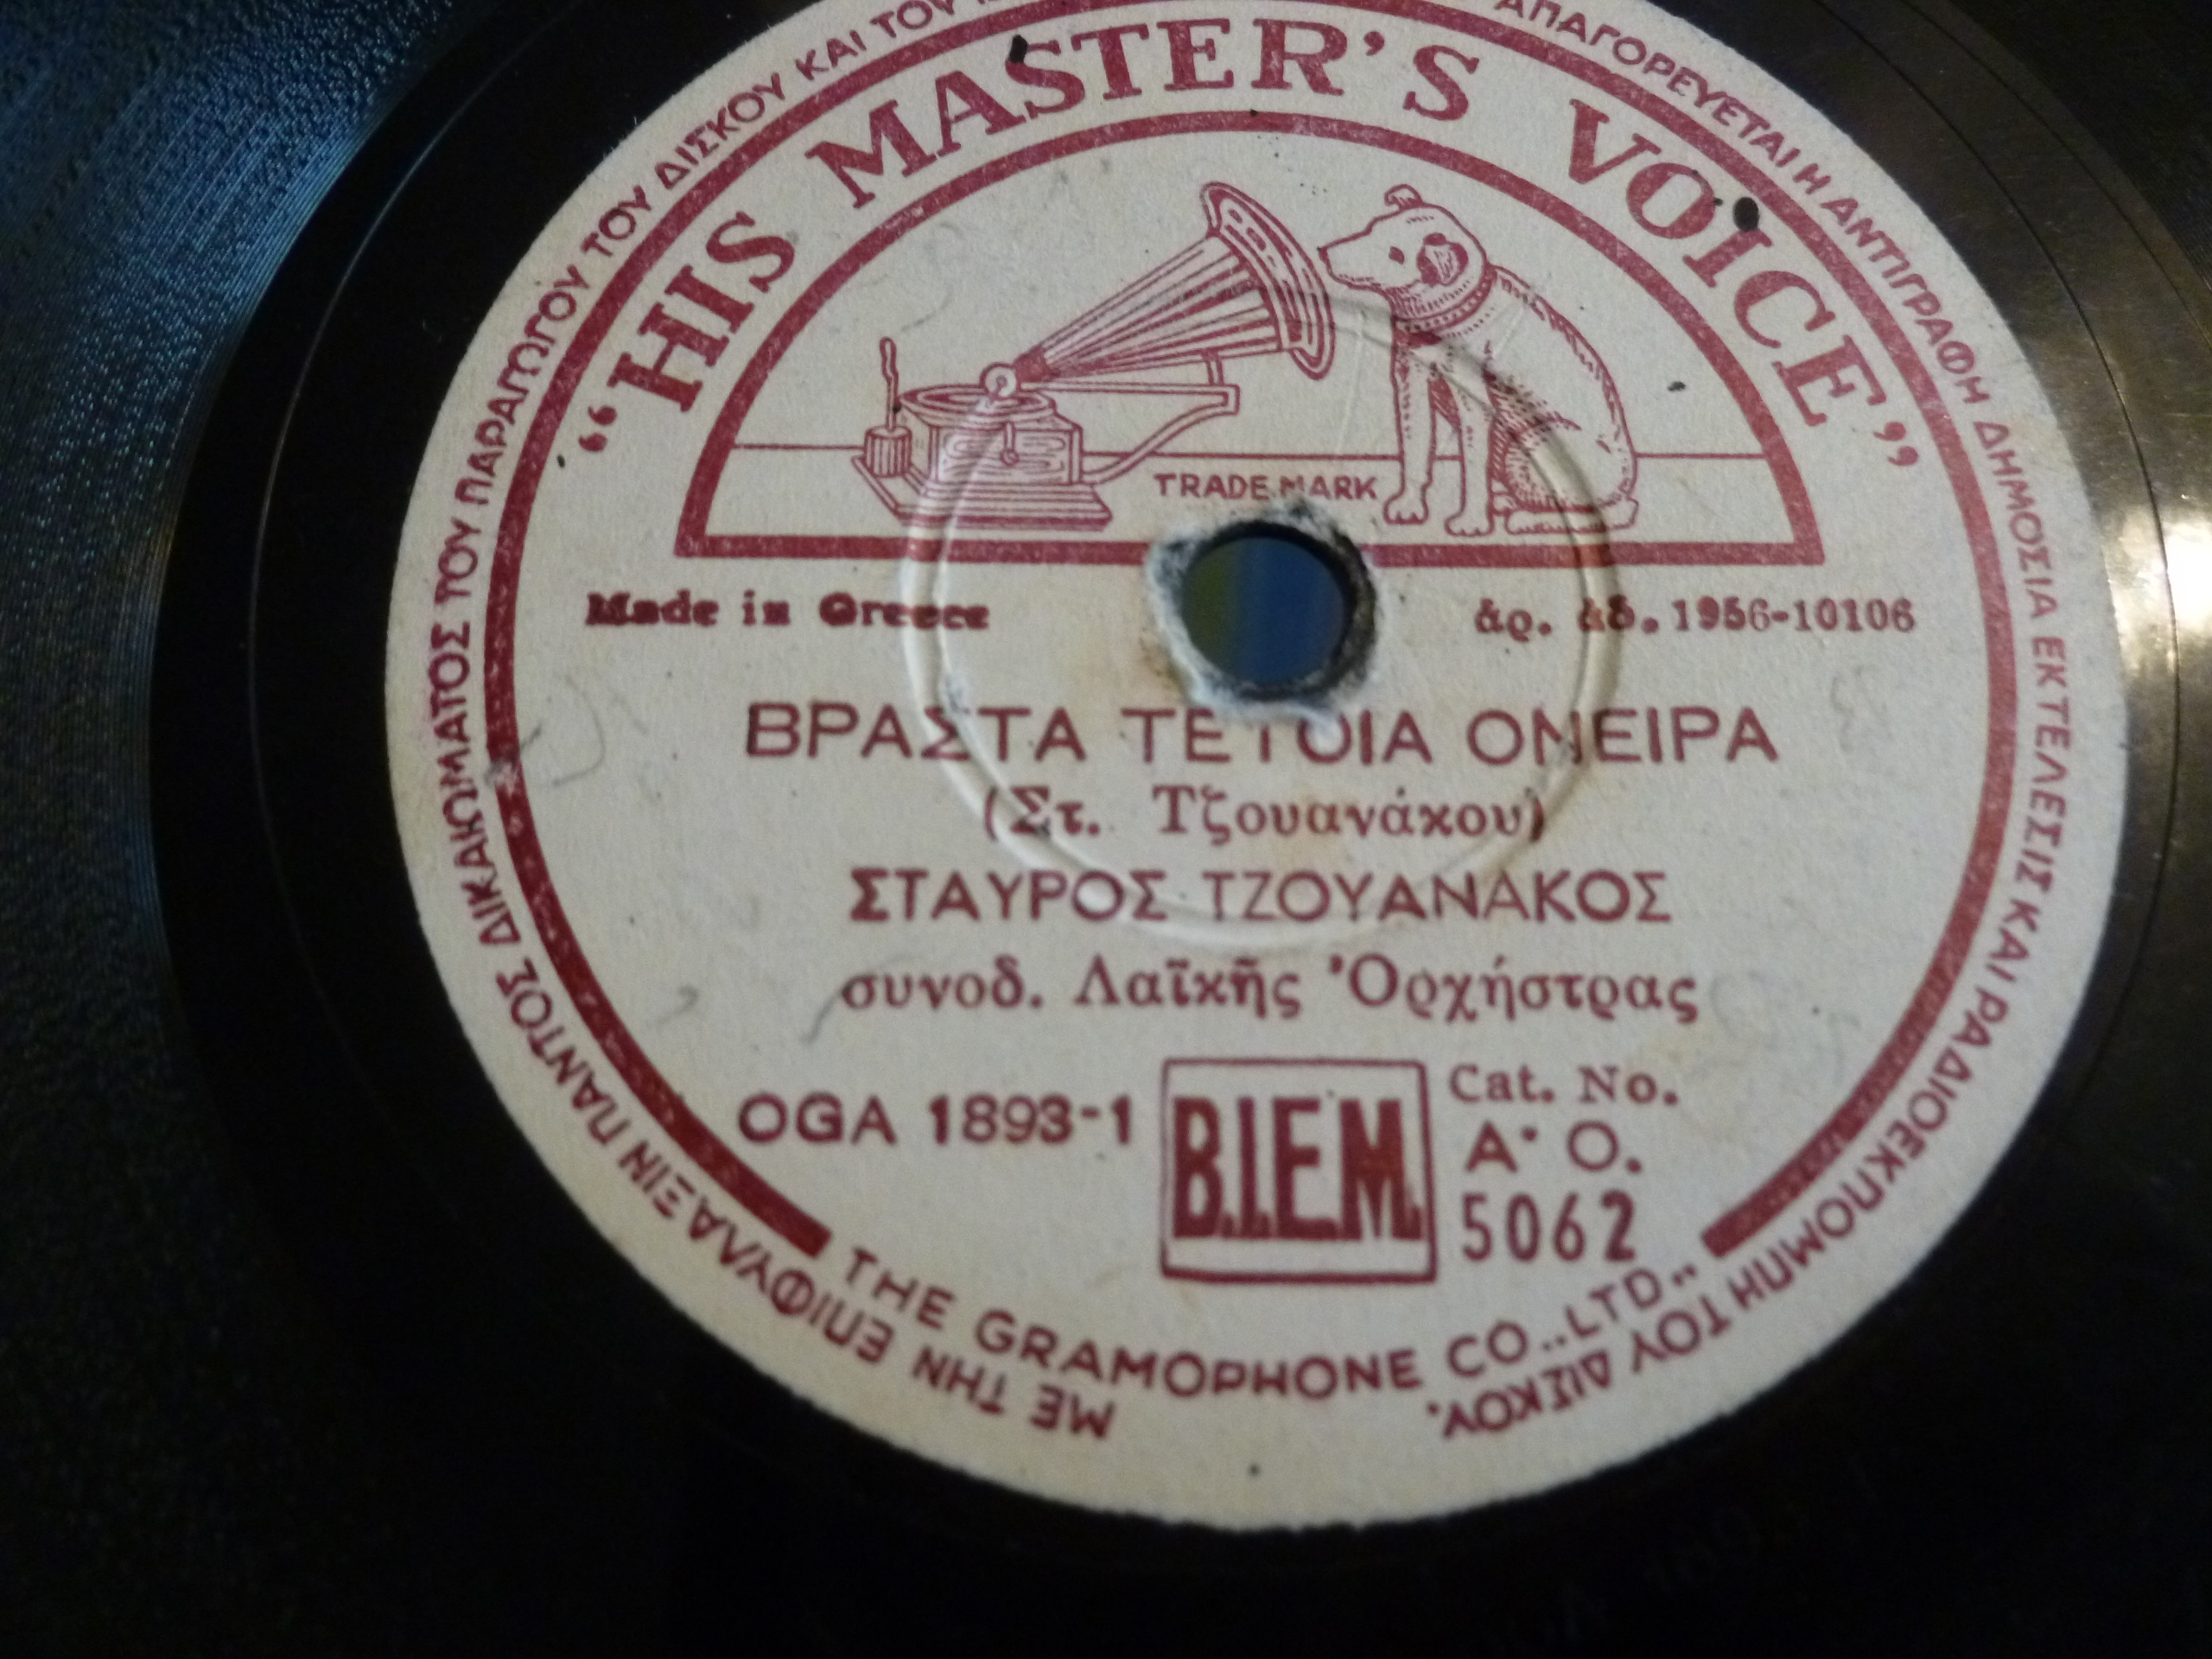 ΜΕ ΤΗΝ ΕΠΙΦΥΛΑΞΙΝ ΠΑΝΤΟΣ ΔΙΚΑΙΩΜΑΤΟΣ ΤΟΥ ΠΑΡΑΓΩΓΟΥ ΤΟΥ ΔΙΣΚΟΥ ΚΑΙ ΤΟΥ
ΑΠΑΓΟΡΕΥΕΤΑΙ Η ΑΝΤΙΓΡΑΦΗ ΔΗΜΟΣΙΑ ΕΚΤΕΛΕΣΙΣ ΚΑΙ ΡΑΔΙΟΕΚΠΟΜΠΗ ΤΟΥ ΔΙΣΚΟΥ.
“HIS MASTER'S VOICE”
TRADE MARK
Made in Greece
ἀρ. ἀδ. 1956-10106
ΒΡΑΣΤΑ ΤΕΤΟΙΑ ΟΝΕΙΡΑ
(Στ. Τζουανάκου)
ΣΤΑΥΡΟΣ ΤΖΟΥΑΝΑΚΟΣ
συνοδ. Λαϊκῆς Ὀρχήστρας
OGA 1893-1
B.I.E.M.
Cat. No.
A. O.
5062
THE GRAMOPHONE CO., LTD.,